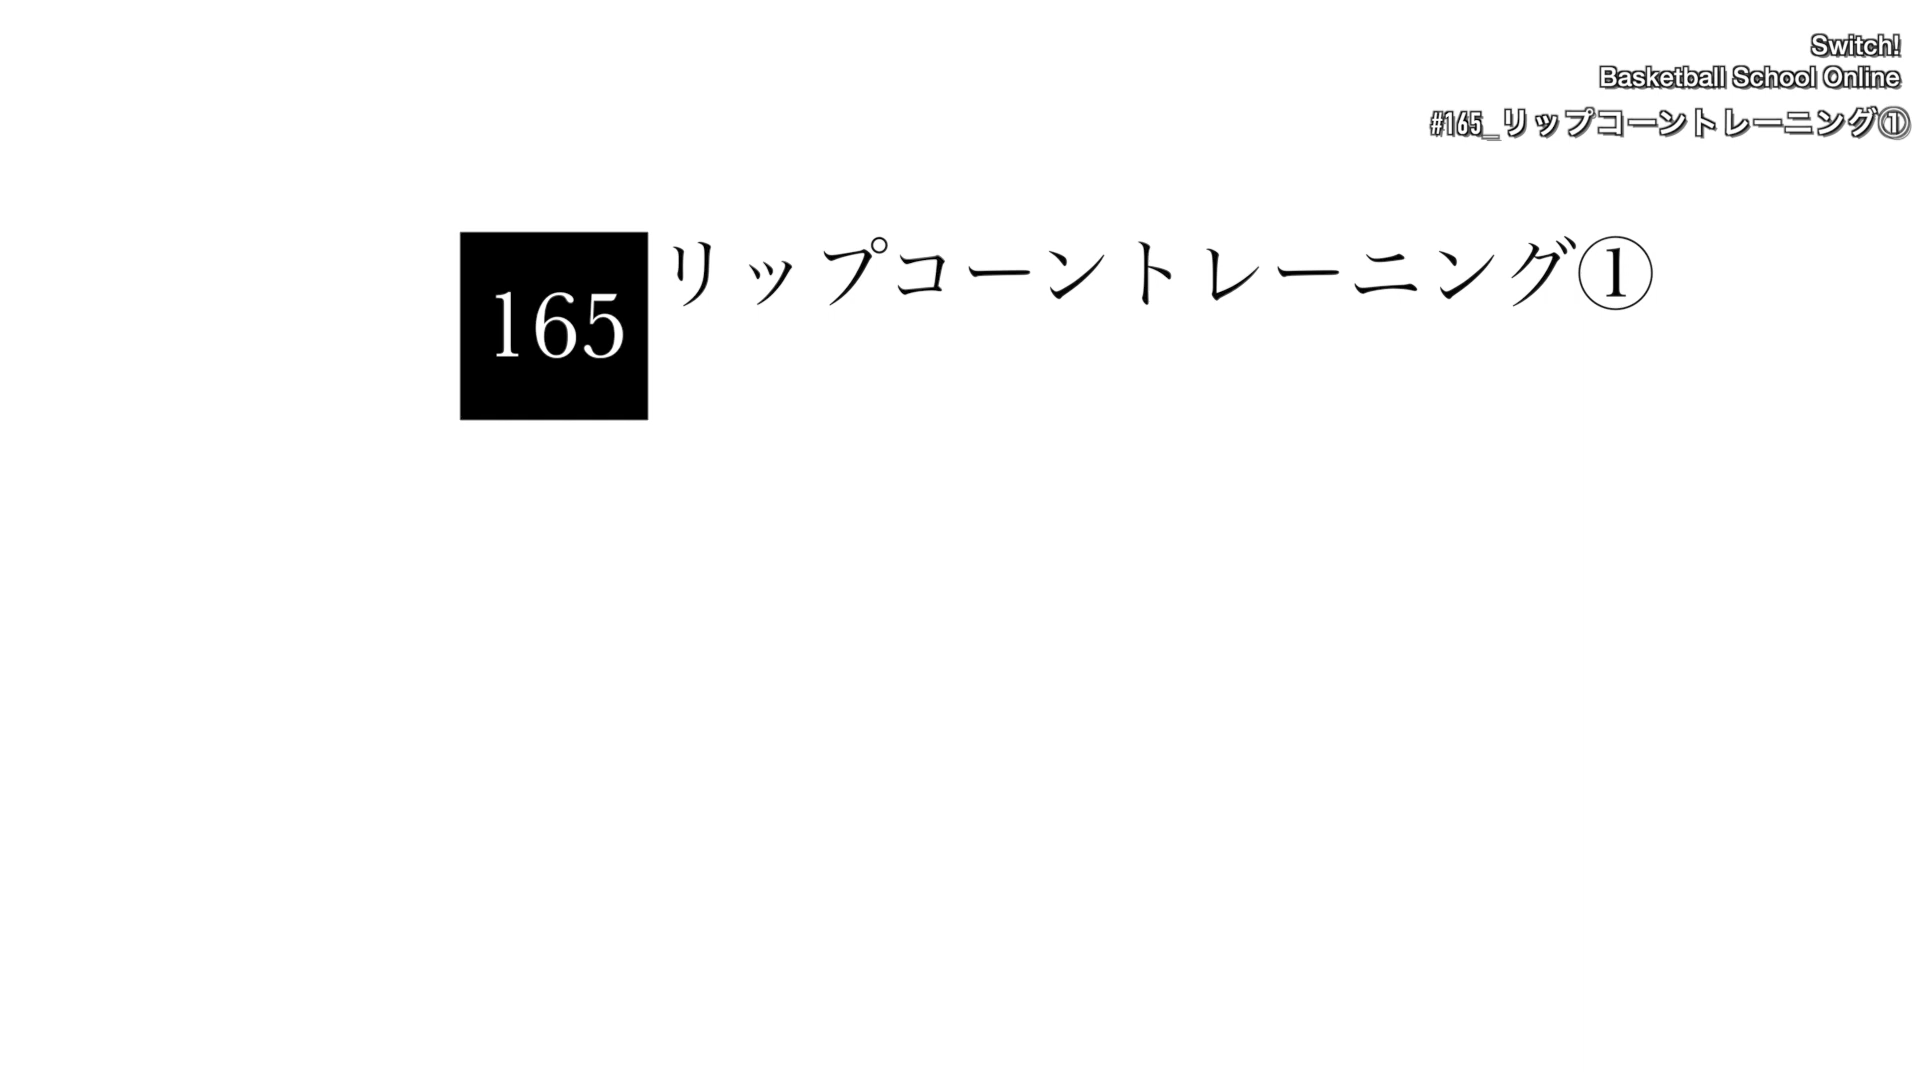 Switch!
Basketball School Online
#165_リップコーントレーニング①
165
リップコーントレーニング①